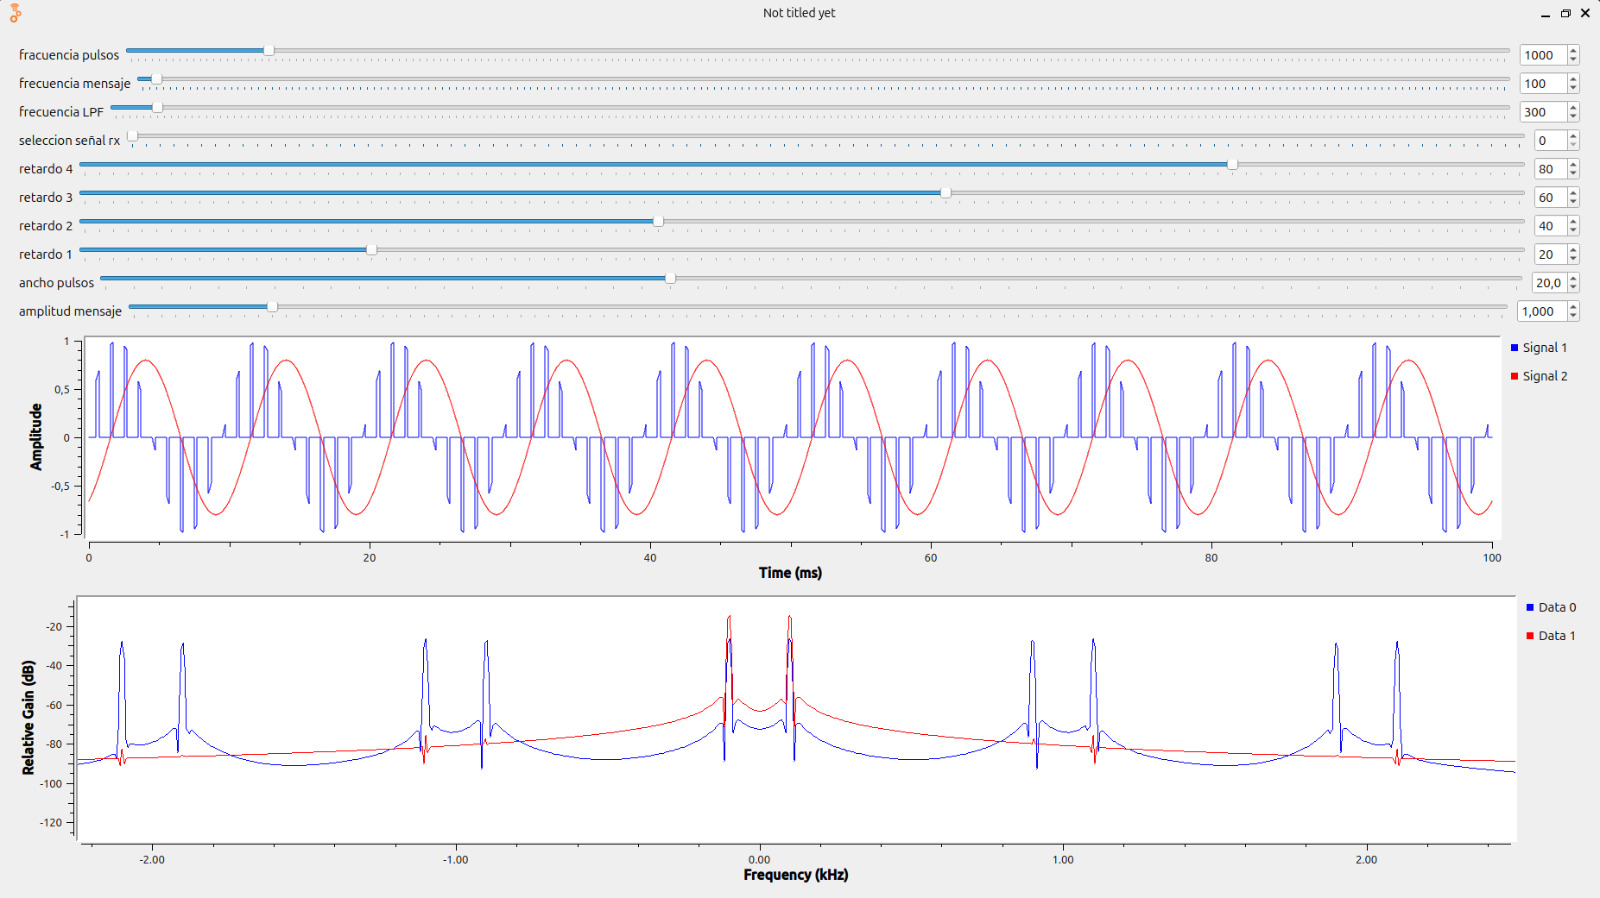 Not titled yet
fracuencia pulsos 1000
frecuencia mensaje 100
frecuencia LPF 300
seleccion señal rx 0
retardo 4 80
retardo 3 60
retardo 2 40
retardo 1 20
ancho pulsos 20,0
amplitud mensaje 1,000
Amplitude
1
0,5
0
-0,5
-1
0 20 40 60 80 100
Time (ms)
Signal 1
Signal 2
Relative Gain (dB)
-20
-40
-60
-80
-100
-120
-2.00 -1.00 0.00 1.00 2.00
Frequency (kHz)
Data 0
Data 1